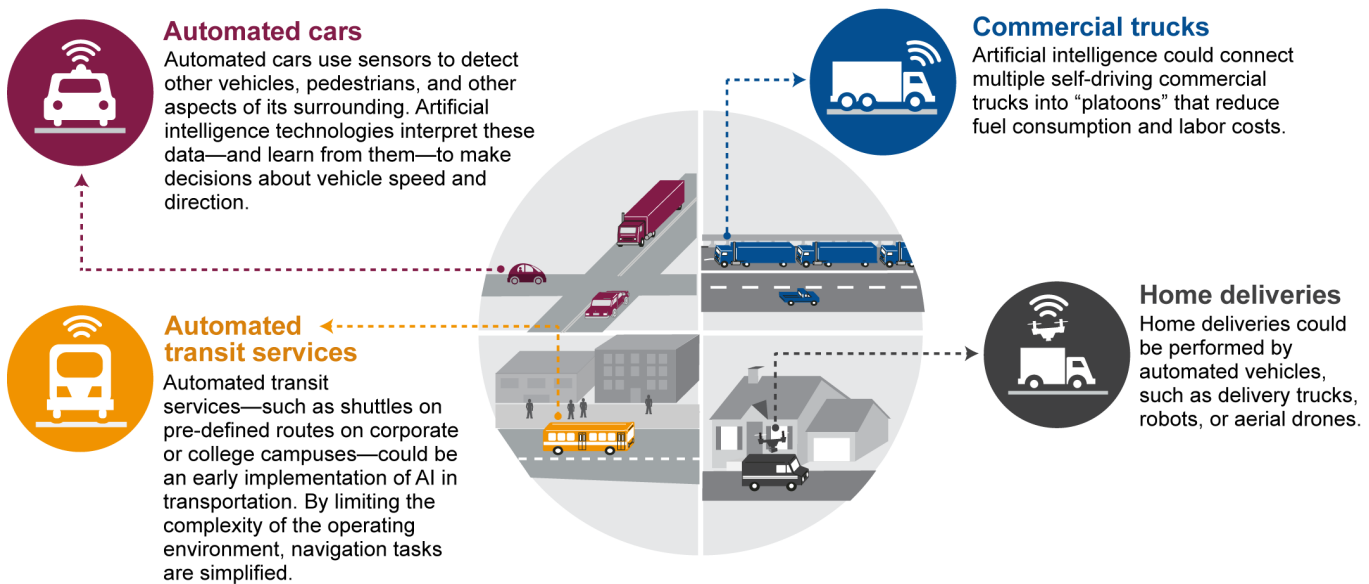 Automated cars
Automated cars use sensors to detect
other vehicles, pedestrians, and other
aspects of its surrounding. Artificial
intelligence technologies interpret these
data—and learn from them—to make
decisions about vehicle speed and
direction.
Commercial trucks
Artificial intelligence could connect
multiple self-driving commercial
trucks into “platoons” that reduce
fuel consumption and labor costs.
Automated
transit services
Automated transit
services—such as shuttles on
pre-defined routes on corporate
or college campuses—could be
an early implementation of AI in
transportation. By limiting the
complexity of the operating
environment, navigation tasks
are simplified.
Home deliveries
Home deliveries could
be performed by
automated vehicles,
such as delivery trucks,
robots, or aerial drones.